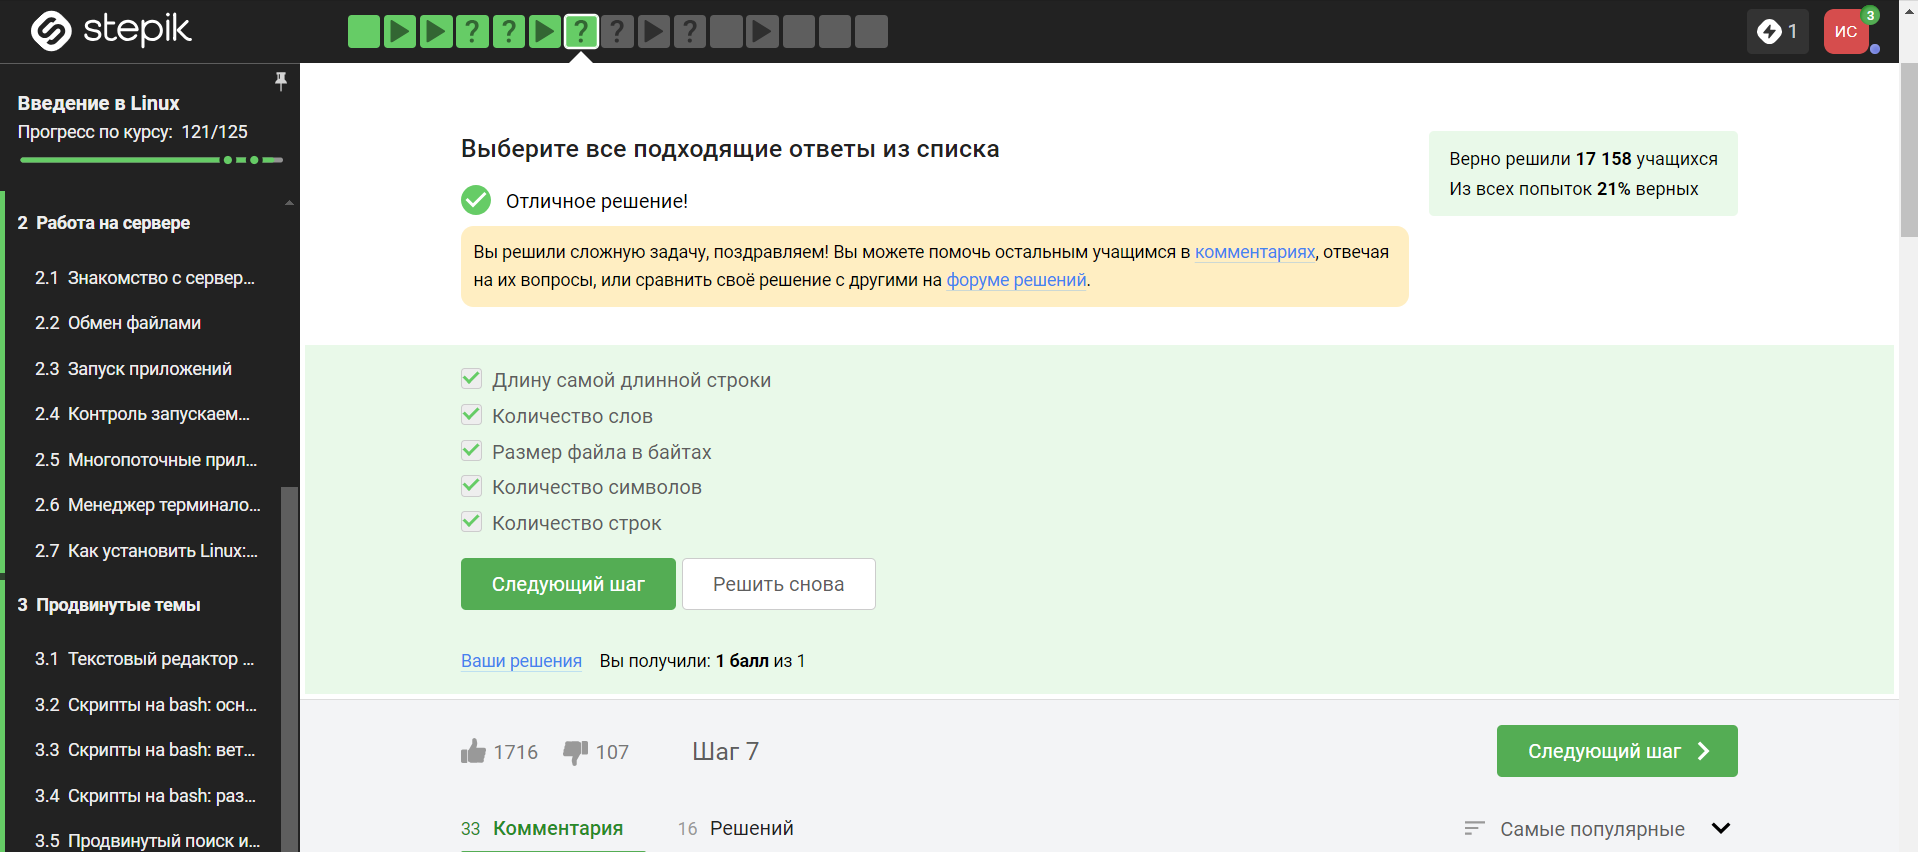 stepik
? ? ? ? ?
1
ИС
3
Введение в Linux
Прогресс по курсу: 121/125
2 Работа на сервере
2.1 Знакомство с сервер...
2.2 Обмен файлами
2.3 Запуск приложений
2.4 Контроль запускаем...
2.5 Многопоточные прил...
2.6 Менеджер терминало...
2.7 Как установить Linux:...
3 Продвинутые темы
3.1 Текстовый редактор ...
3.2 Скрипты на bash: осн...
3.3 Скрипты на bash: вет...
3.4 Скрипты на bash: раз...
3.5 Продвинутый поиск и...
Выберите все подходящие ответы из списка
Отличное решение!
Вы решили сложную задачу, поздравляем! Вы можете помочь остальным учащимся в комментариях, отвечая
на их вопросы, или сравнить своё решение с другими на форуме решений.
Верно решили 17 158 учащихся
Из всех попыток 21% верных
Длину самой длинной строки
Количество слов
Размер файла в байтах
Количество символов
Количество строк
Следующий шаг
Решить снова
Ваши решения Вы получили: 1 балл из 1
1716 107 Шаг 7
Следующий шаг
33 Комментария 16 Решений
Самые популярные